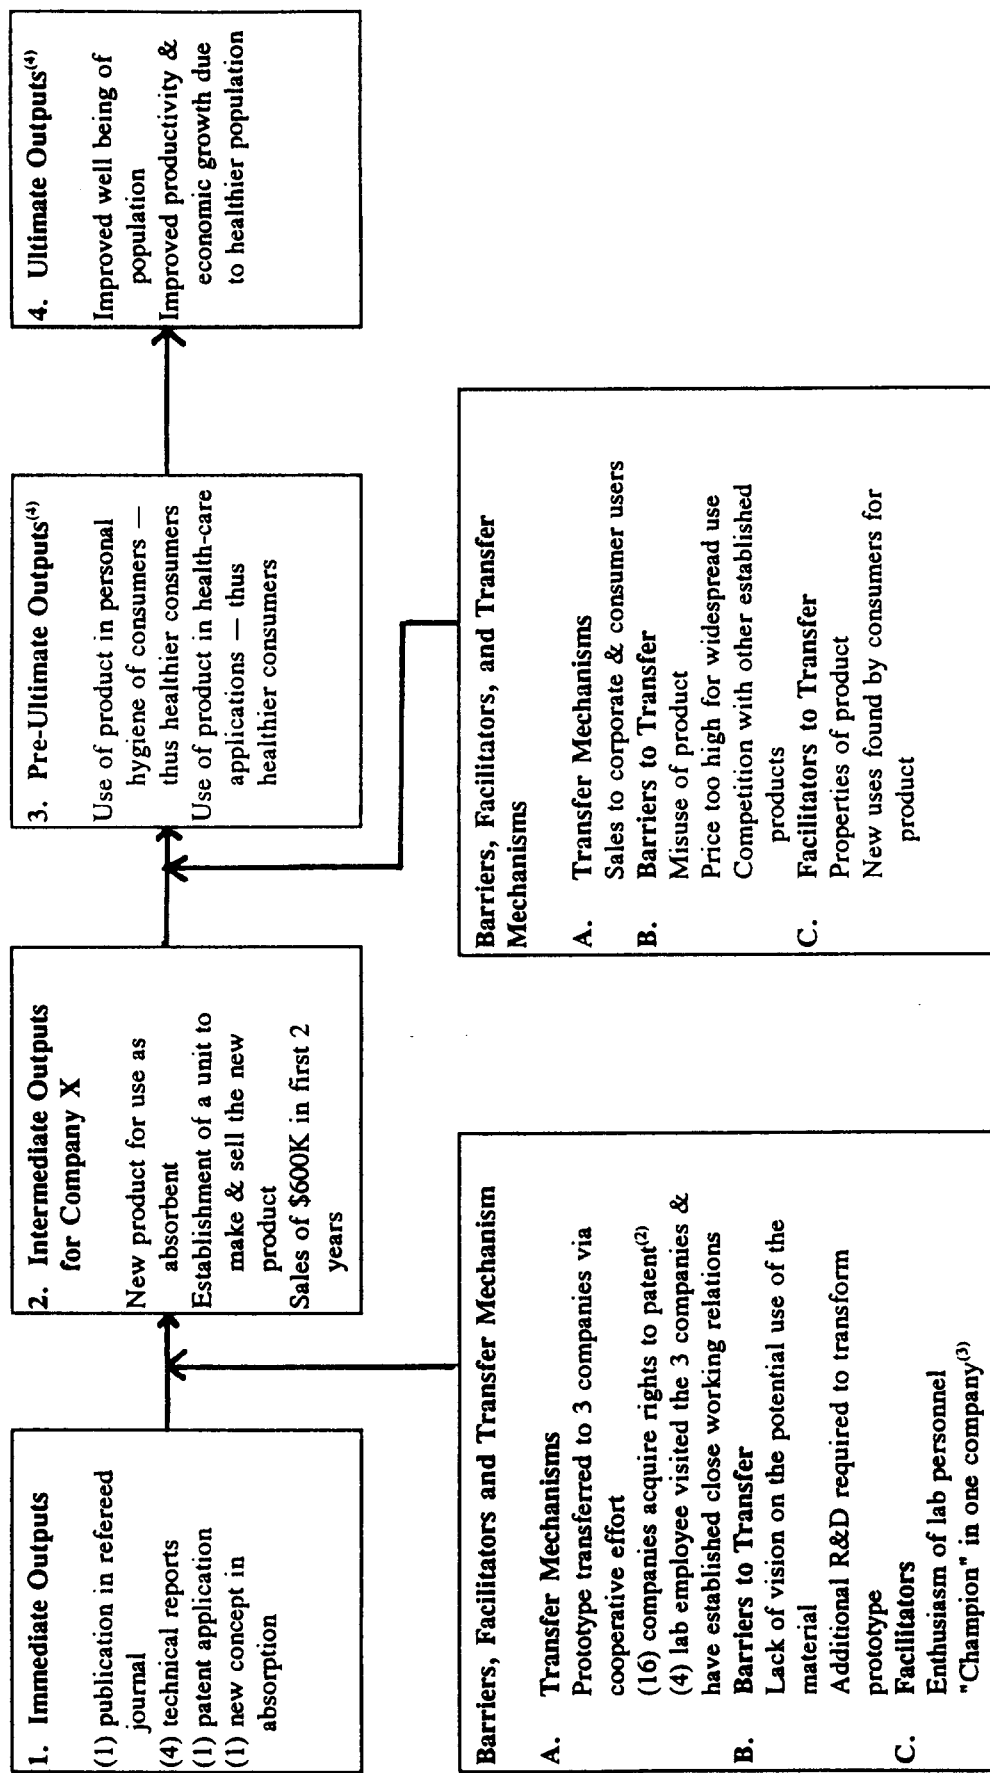 1. Immediate Outputs
(1) publication in refereed
journal
(4) technical reports
(1) patent application
(1) new concept in
absorption
2. Intermediate Outputs
for Company X
New product for use as
absorbent
Establishment of a unit to
make & sell the new
product
Sales of $600K in first 2
years
3. Pre-Ultimate Outputs(4)
Use of product in personal
hygiene of consumers —
thus healthier consumers
Use of product in health-care
applications — thus
healthier consumers
4. Ultimate Outputs(4)
Improved well being of
population
Improved productivity &
economic growth due
to healthier population
Barriers, Facilitators and Transfer Mechanism
A. Transfer Mechanisms
Prototype transferred to 3 companies via
cooperative effort
(16) companies acquire rights to patent(2)
(4) lab employee visited the 3 companies &
have established close working relations
B. Barriers to Transfer
Lack of vision on the potential use of the
material
Additional R&D required to transform
prototype
C. Facilitators
Enthusiasm of lab personnel
"Champion" in one company(3)
Barriers, Facilitators, and Transfer
Mechanisms
A. Transfer Mechanisms
Sales to corporate & consumer users
B. Barriers to Transfer
Misuse of product
Price too high for widespread use
Competition with other established
products
C. Facilitators to Transfer
Properties of product
New uses found by consumers for
product